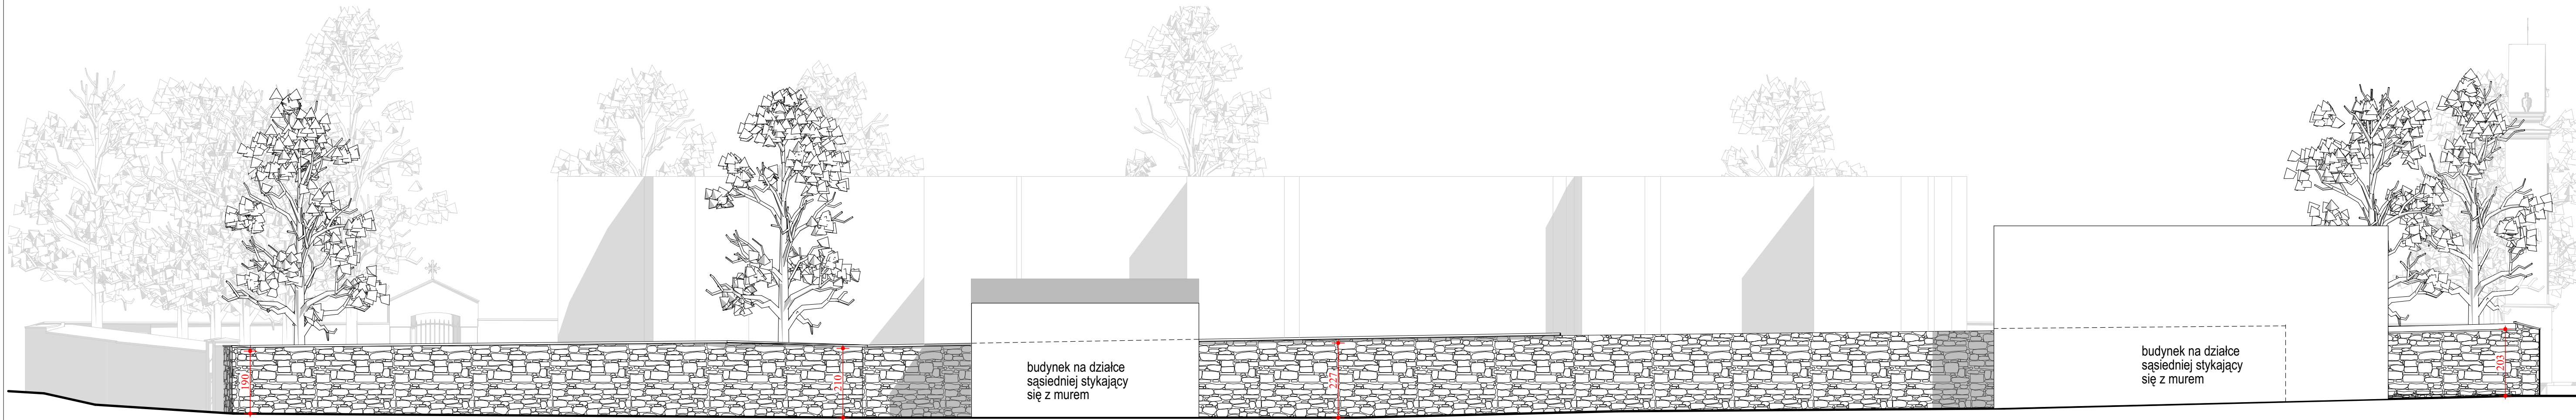 190
210
budynek na działce
sąsiedniej stykający
się z murem
227
budynek na działce
sąsiedniej stykający
się z murem
203